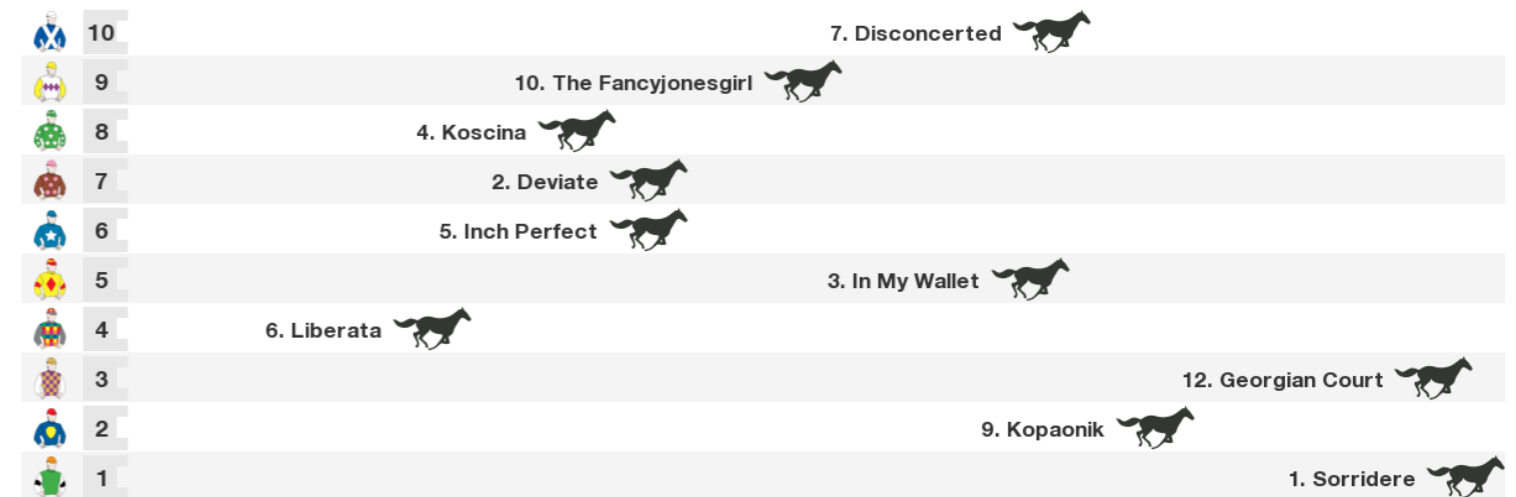 10 7. Disconcerted
9 10. The Fancyjonesgirl
8 4. Koscina
7 2. Deviate
6 5. Inch Perfect
5 3. In My Wallet
4 6. Liberata
3 12. Georgian Court
2 9. Kopaonik
1 1. Sorridere